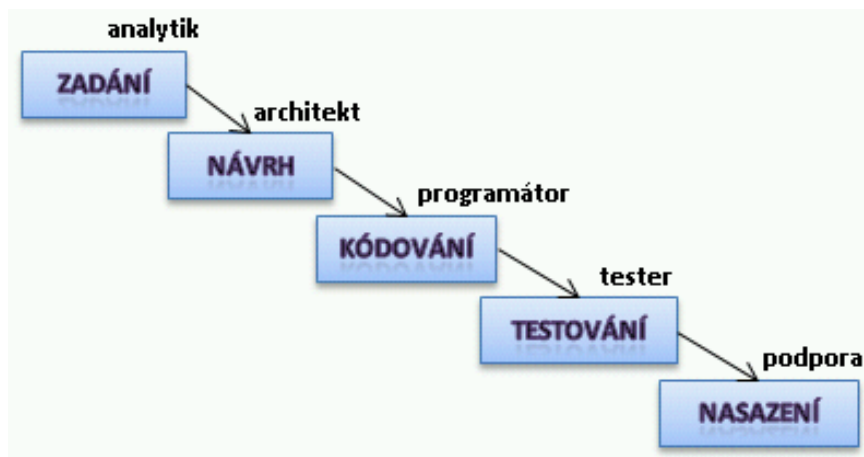 analytik
ZADÁNÍ
architekt
NÁVRH
programátor
KÓDOVÁNÍ
tester
TESTOVÁNÍ
podpora
NASAZENÍ